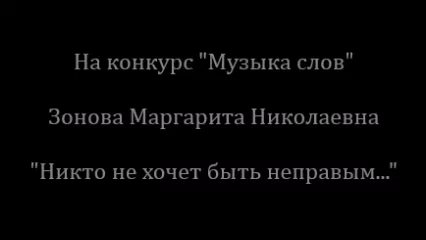 На конкурс "Музыка слов"
Зонова Маргарита Николаевна
"Никто не хочет быть неправым..."